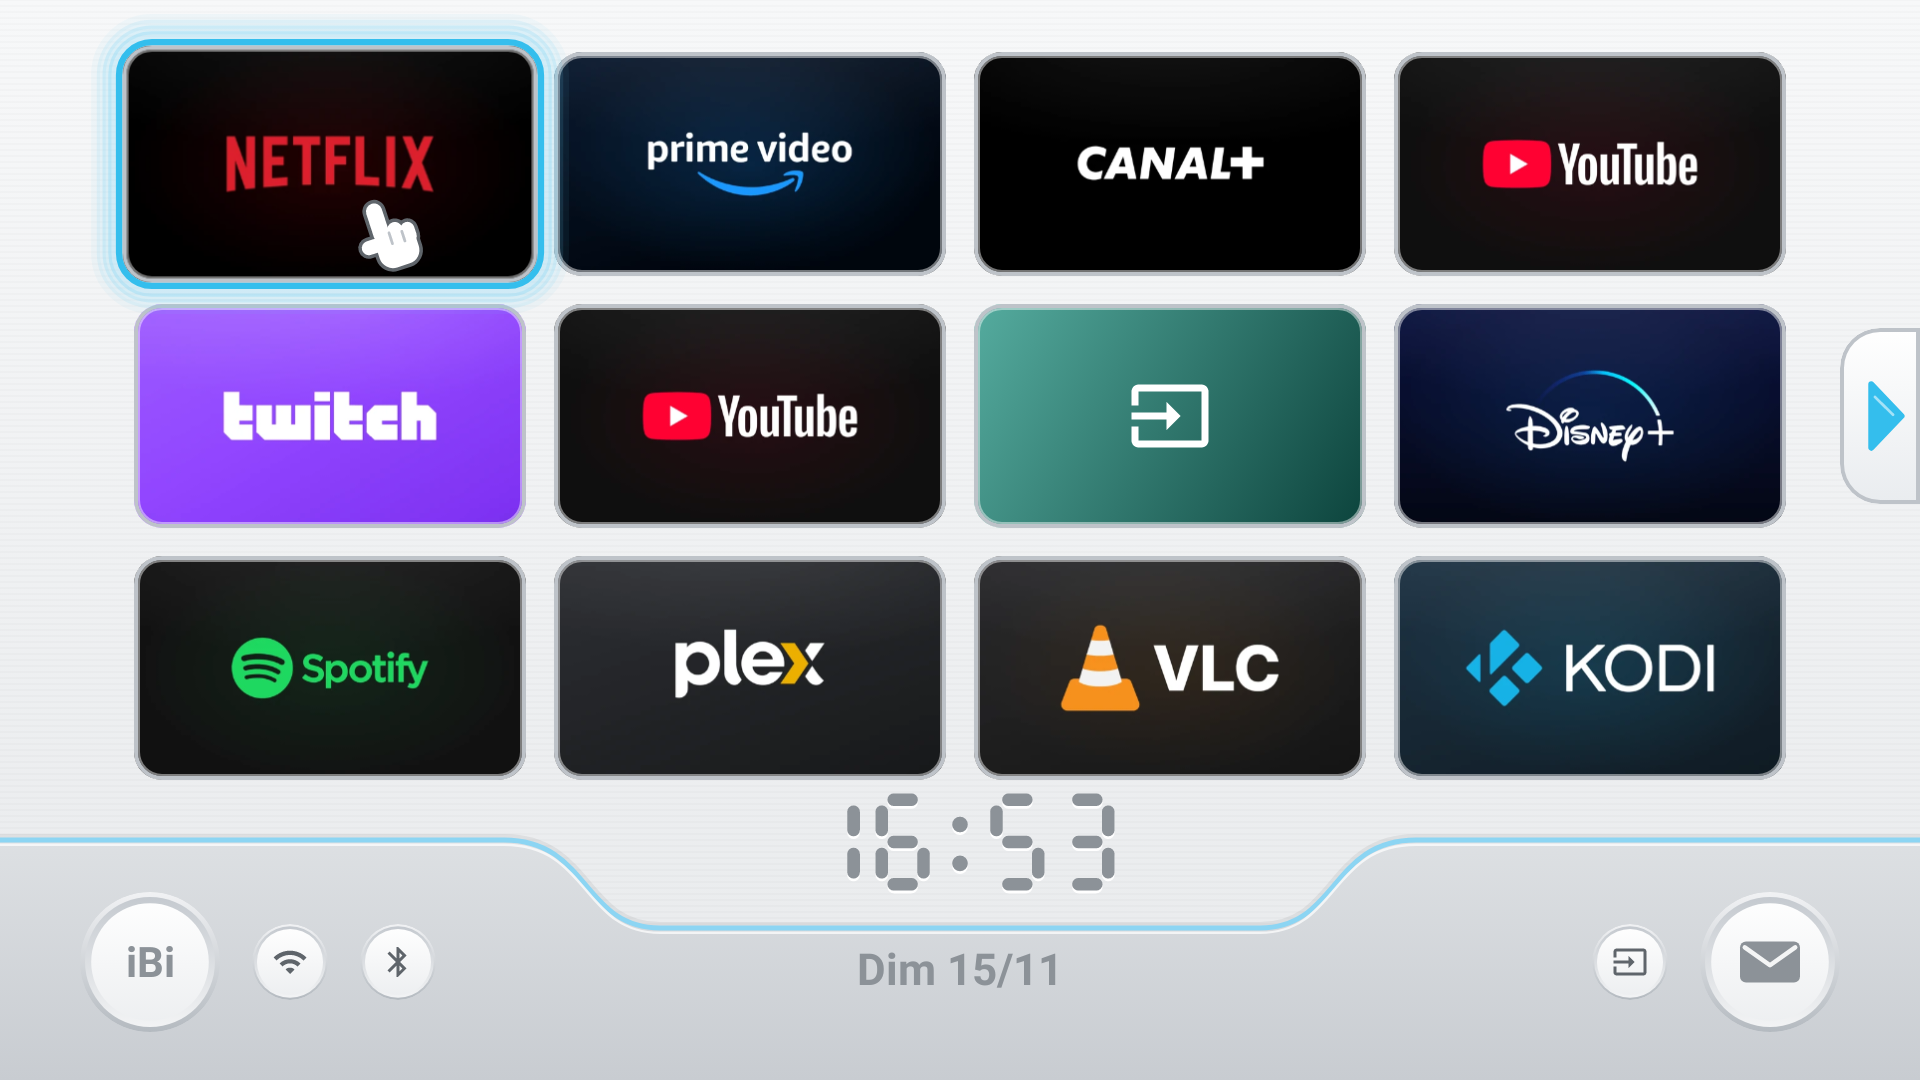 NETFLIX
prime video
CANAL+
YouTube
twitch
YouTube
Disney+
Spotify
plex
VLC
KODI
16:53
iBi
Dim 15/11